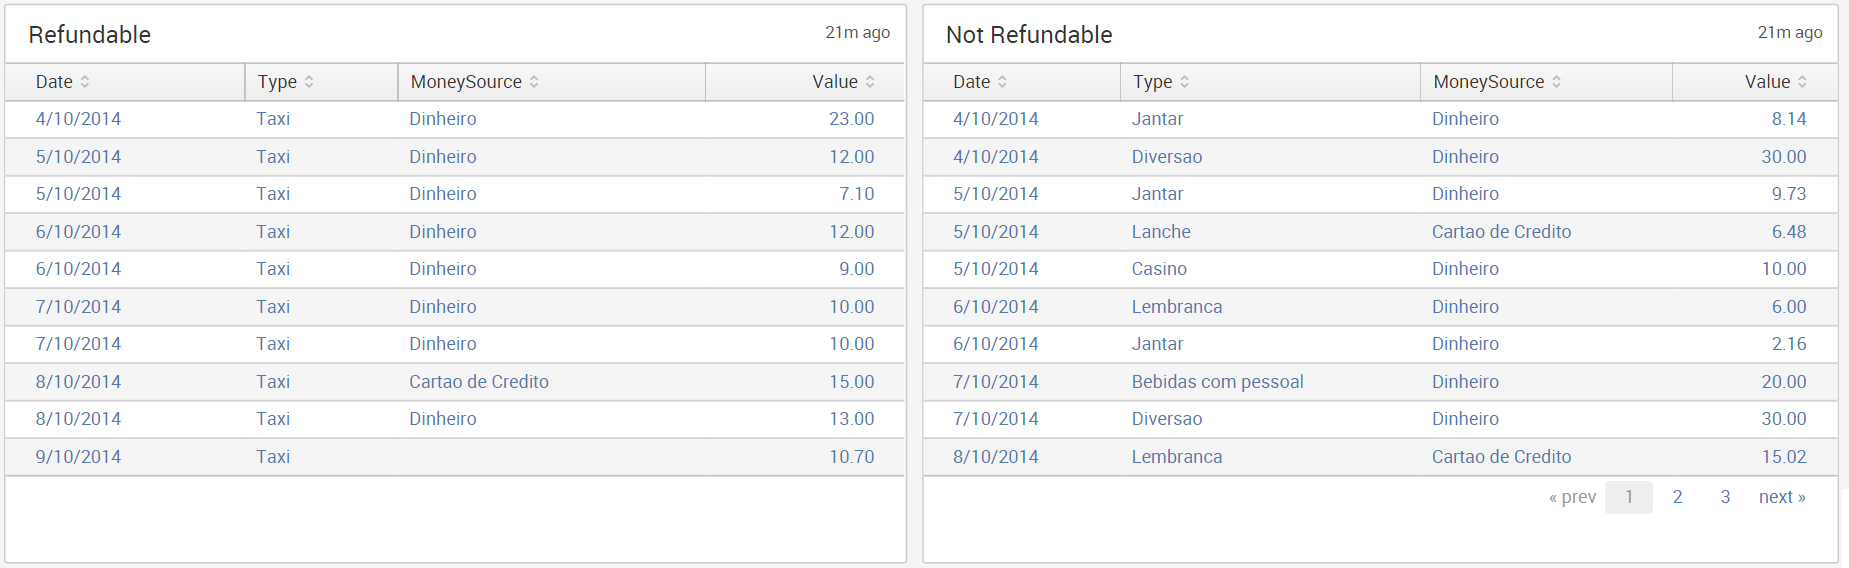 Refundable 21m ago
Date Type MoneySource Value
4/10/2014 Taxi Dinheiro 23.00
5/10/2014 Taxi Dinheiro 12.00
5/10/2014 Taxi Dinheiro 7.10
6/10/2014 Taxi Dinheiro 12.00
6/10/2014 Taxi Dinheiro 9.00
7/10/2014 Taxi Dinheiro 10.00
7/10/2014 Taxi Dinheiro 10.00
8/10/2014 Taxi Cartao de Credito 15.00
8/10/2014 Taxi Dinheiro 13.00
9/10/2014 Taxi 10.70
Not Refundable 21m ago
Date Type MoneySource Value
4/10/2014 Jantar Dinheiro 8.14
4/10/2014 Diversao Dinheiro 30.00
5/10/2014 Jantar Dinheiro 9.73
5/10/2014 Lanche Cartao de Credito 6.48
5/10/2014 Casino Dinheiro 10.00
6/10/2014 Lembranca Dinheiro 6.00
6/10/2014 Jantar Dinheiro 2.16
7/10/2014 Bebidas com pessoal Dinheiro 20.00
7/10/2014 Diversao Dinheiro 30.00
8/10/2014 Lembranca Cartao de Credito 15.02
« prev 1 2 3 next »